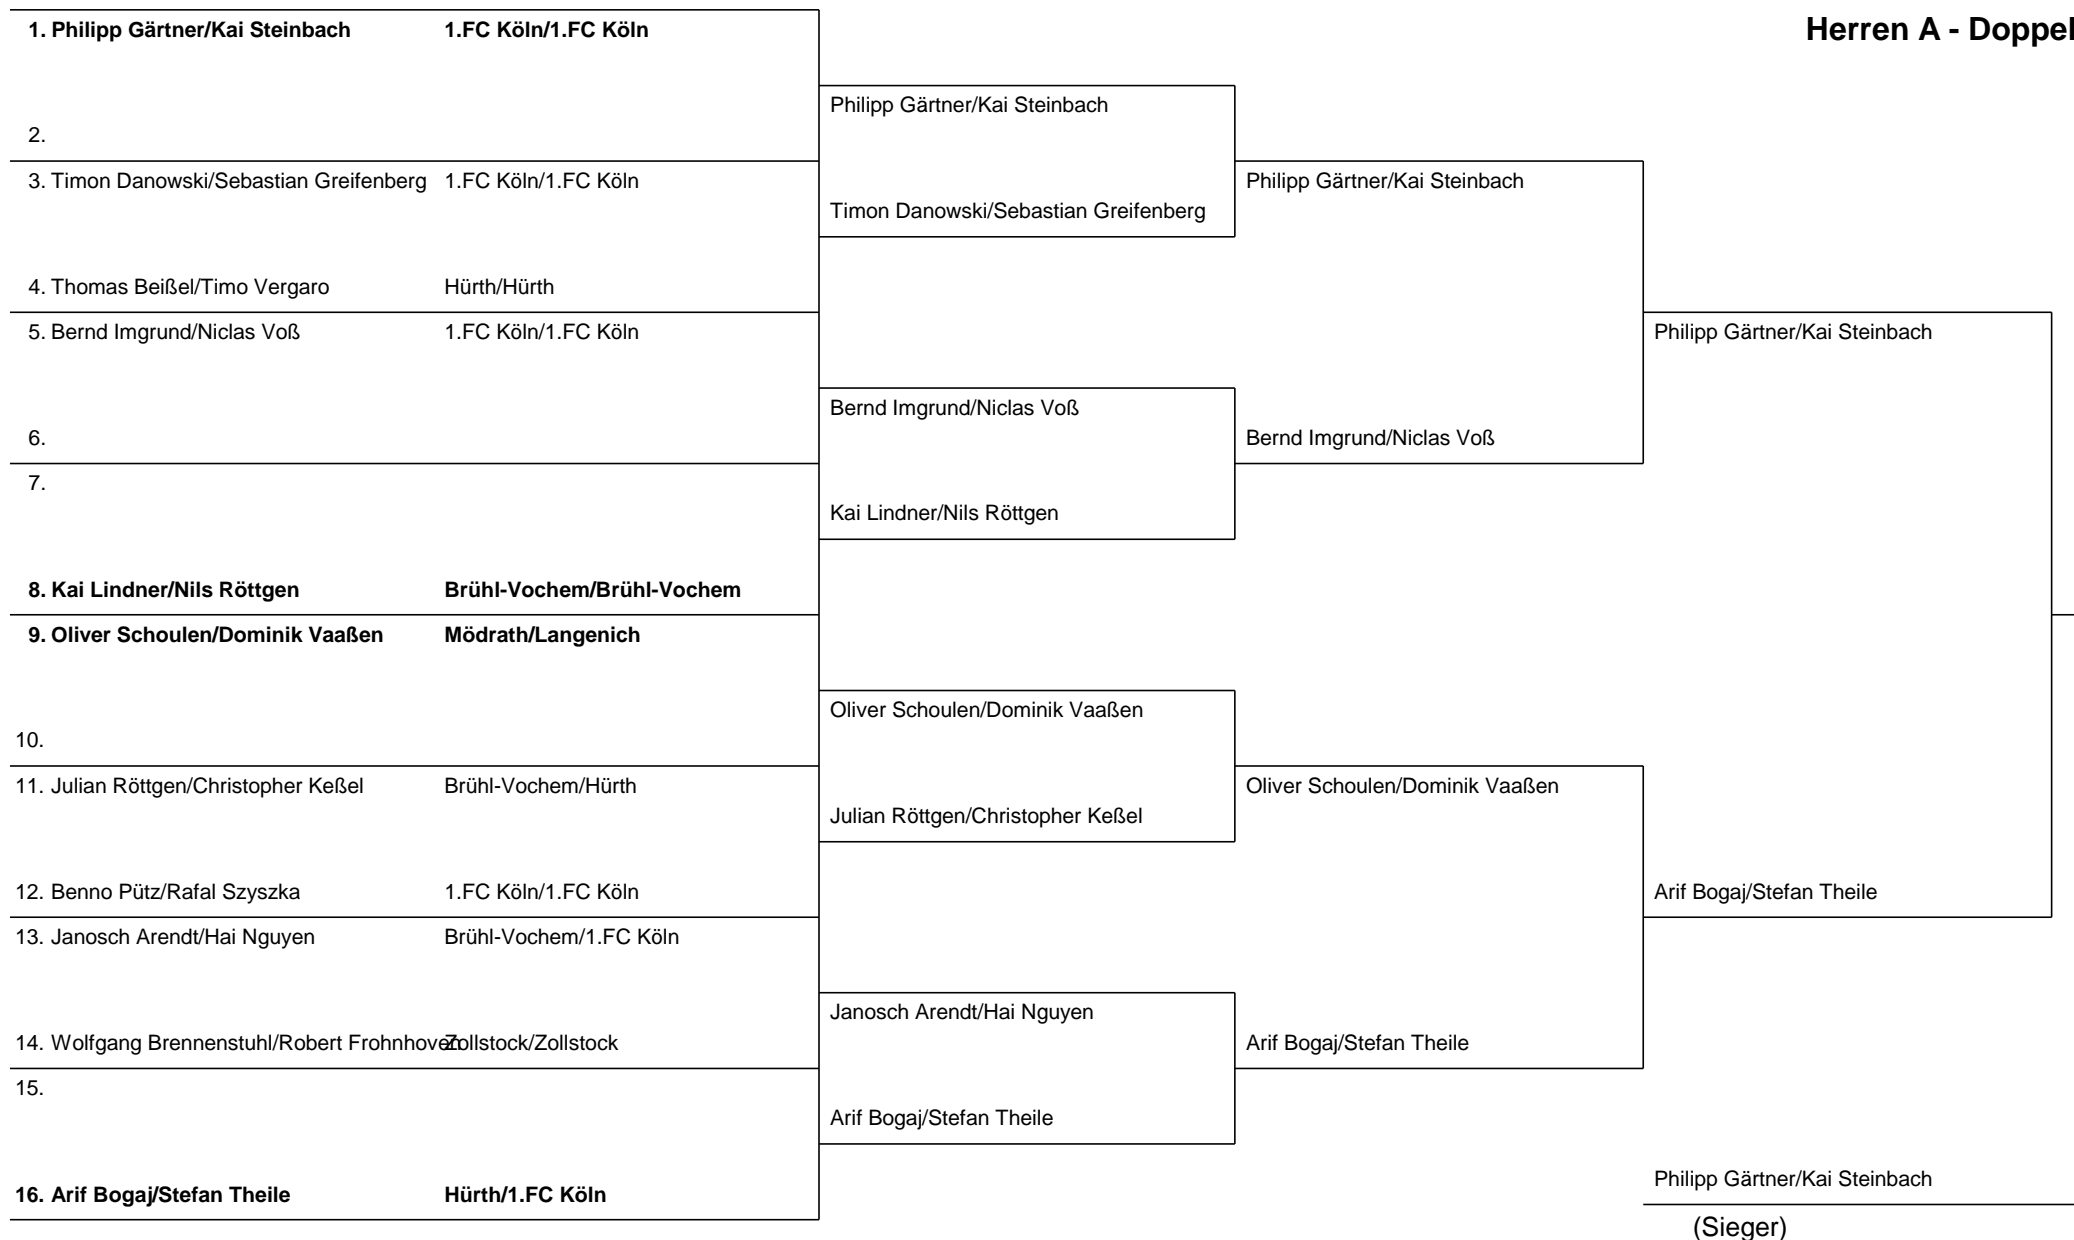 Herren A - Doppel
1. Philipp Gärtner/Kai Steinbach 1.FC Köln/1.FC Köln
Philipp Gärtner/Kai Steinbach
2.
3. Timon Danowski/Sebastian Greifenberg 1.FC Köln/1.FC Köln
Philipp Gärtner/Kai Steinbach
Timon Danowski/Sebastian Greifenberg
4. Thomas Beißel/Timo Vergaro Hürth/Hürth
5. Bernd Imgrund/Niclas Voß 1.FC Köln/1.FC Köln
Philipp Gärtner/Kai Steinbach
Bernd Imgrund/Niclas Voß
6.
Bernd Imgrund/Niclas Voß
7.
Kai Lindner/Nils Röttgen
8. Kai Lindner/Nils Röttgen Brühl-Vochem/Brühl-Vochem
9. Oliver Schoulen/Dominik Vaaßen Mödrath/Langenich
Oliver Schoulen/Dominik Vaaßen
10.
11. Julian Röttgen/Christopher Keßel Brühl-Vochem/Hürth
Oliver Schoulen/Dominik Vaaßen
Julian Röttgen/Christopher Keßel
12. Benno Pütz/Rafal Szyszka 1.FC Köln/1.FC Köln
Arif Bogaj/Stefan Theile
13. Janosch Arendt/Hai Nguyen Brühl-Vochem/1.FC Köln
Janosch Arendt/Hai Nguyen
14. Wolfgang Brennenstuhl/Robert Frohnhoven Zollstock/Zollstock
Arif Bogaj/Stefan Theile
15.
Arif Bogaj/Stefan Theile
16. Arif Bogaj/Stefan Theile Hürth/1.FC Köln
Philipp Gärtner/Kai Steinbach
(Sieger)